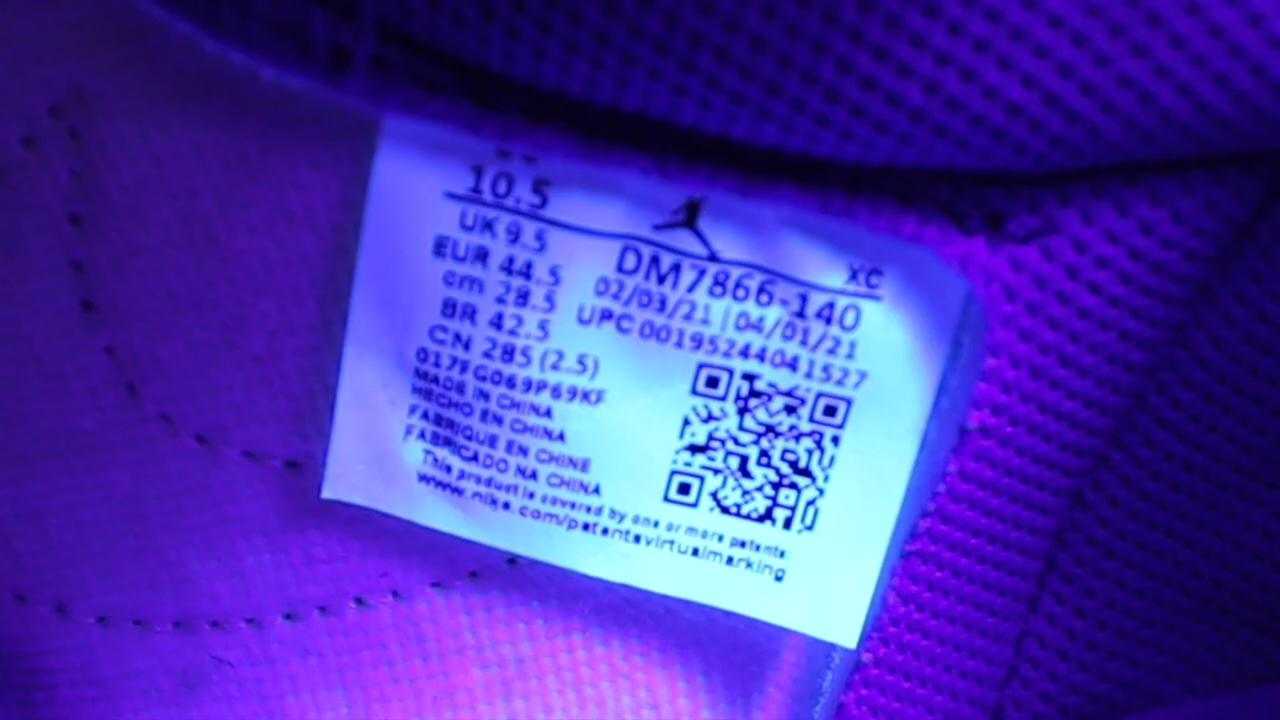 10.5
UK 9.5
EUR 44.5
cm 28.5
BR 42.5
CN 285 (2.5)
017FG069P69KF
MADE IN CHINA
HECHO EN CHINA
FABRIQUE EN CHINE
FABRICADO NA CHINA
XC
DM7866-140
02/03/21 | 04/01/21
UPC00195244041527
This product is covered by one or more patents:
www.nike.com/patentsvirtualmarking